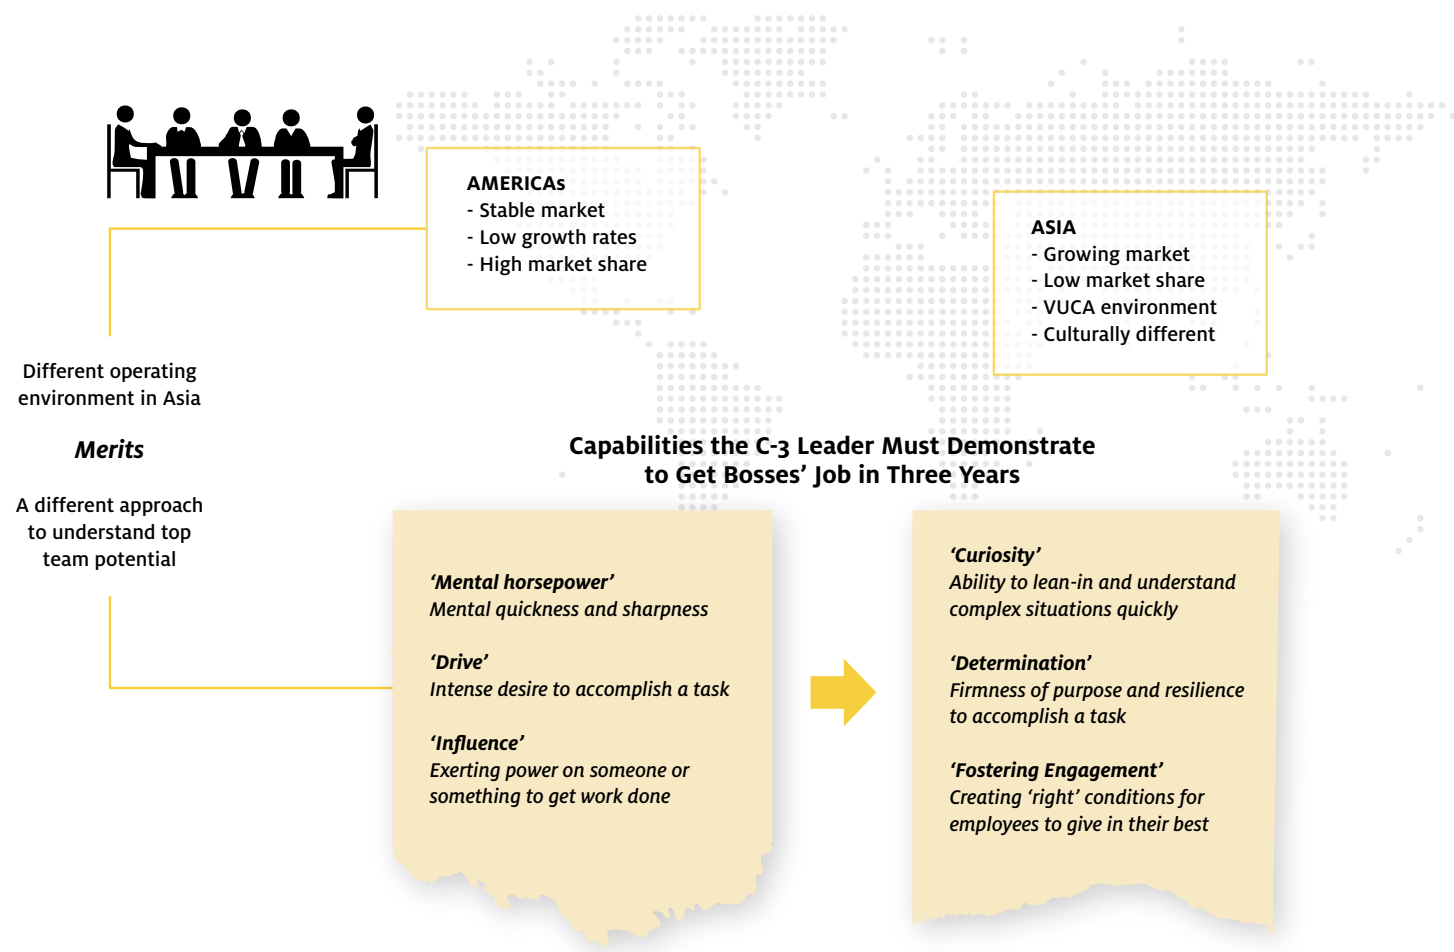 AMERICAs
- Stable market
- Low growth rates
- High market share
ASIA
- Growing market
- Low market share
- VUCA environment
- Culturally different
Different operating
environment in Asia
Merits
A different approach
to understand top
team potential
Capabilities the C-3 Leader Must Demonstrate
to Get Bosses’ Job in Three Years
‘Mental horsepower’
Mental quickness and sharpness
‘Drive’
Intense desire to accomplish a task
‘Influence’
Exerting power on someone or
something to get work done
‘Curiosity’
Ability to lean-in and understand
complex situations quickly
‘Determination’
Firmness of purpose and resilience
to accomplish a task
‘Fostering Engagement’
Creating ‘right’ conditions for
employees to give in their best